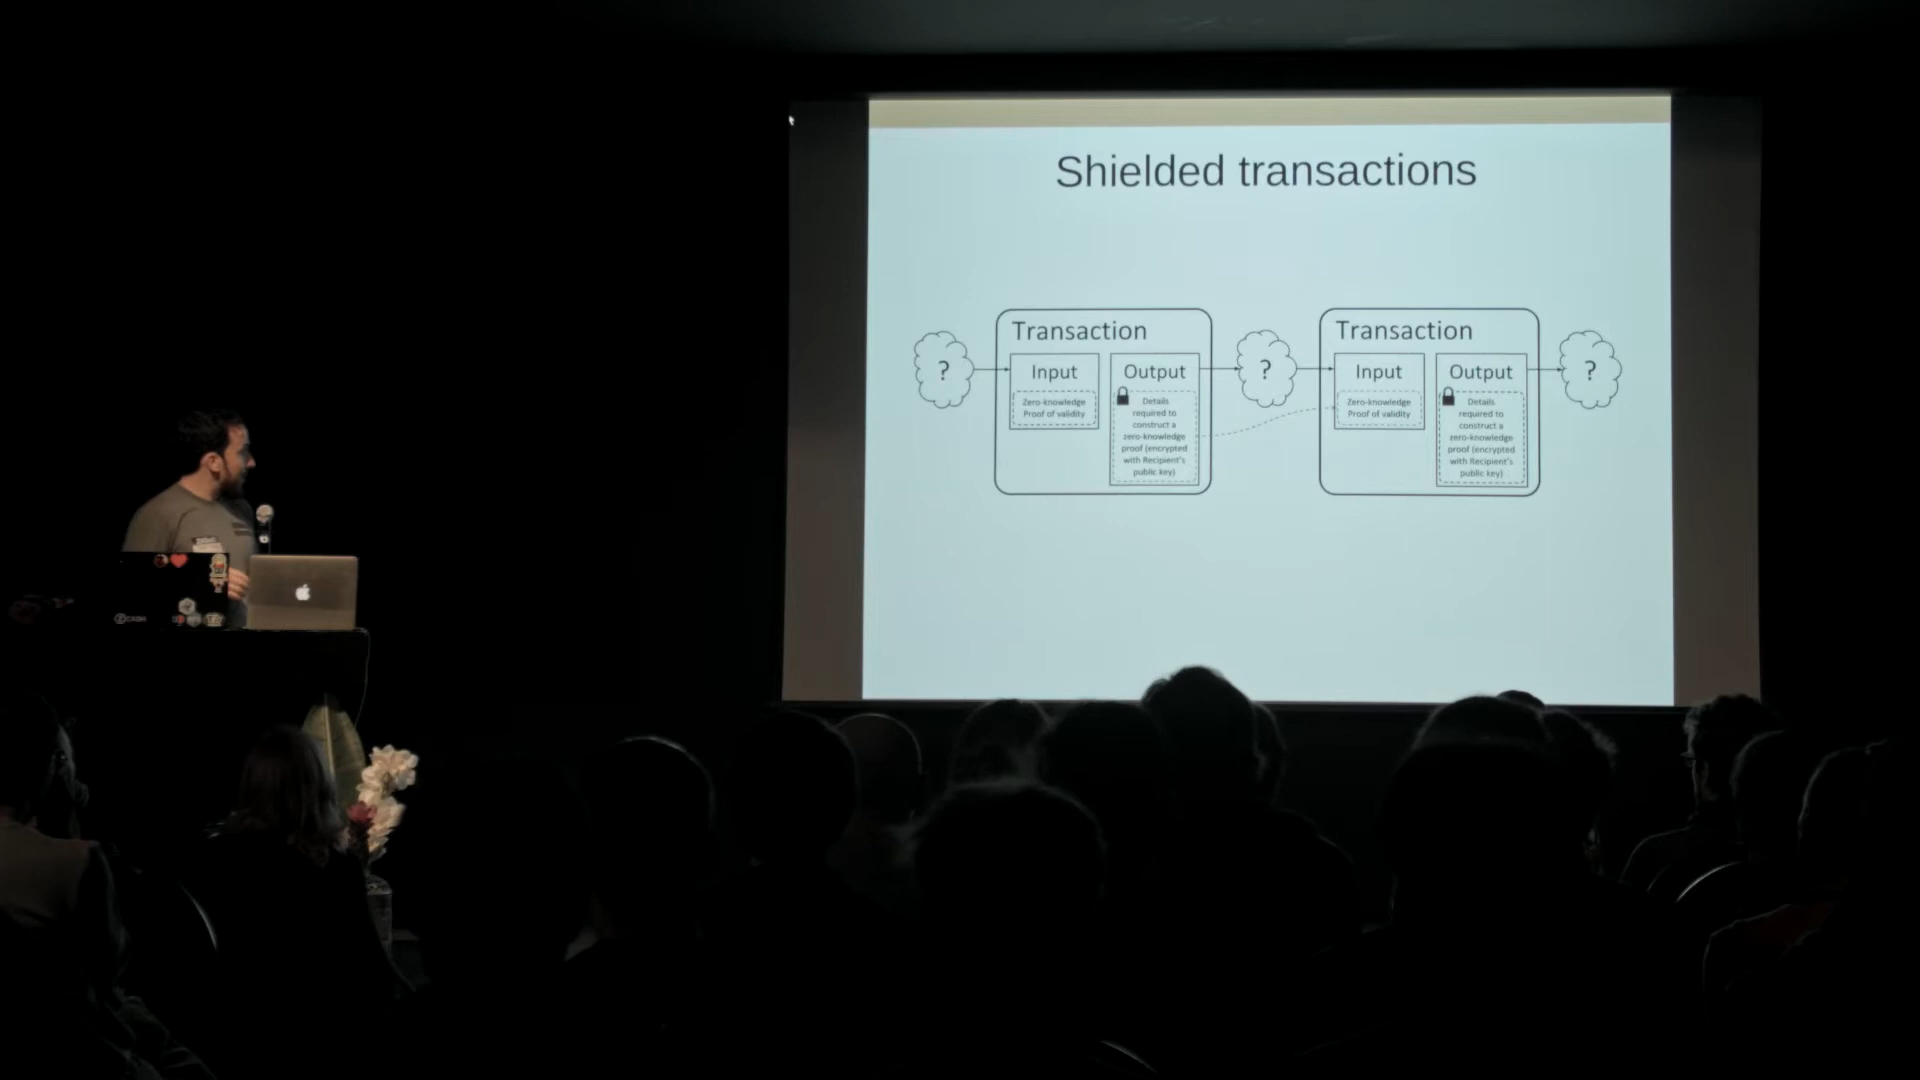 Shielded transactions
Transaction
Input
Zero-knowledge
Proof of validity
Output
Details
required to
construct a
zero-knowledge
proof (encrypted
with Recipient's
public key)
Transaction
Input
Zero-knowledge
Proof of validity
Output
Details
required to
construct a
zero-knowledge
proof (encrypted
with Recipient's
public key)
?
?
?
ZCASH